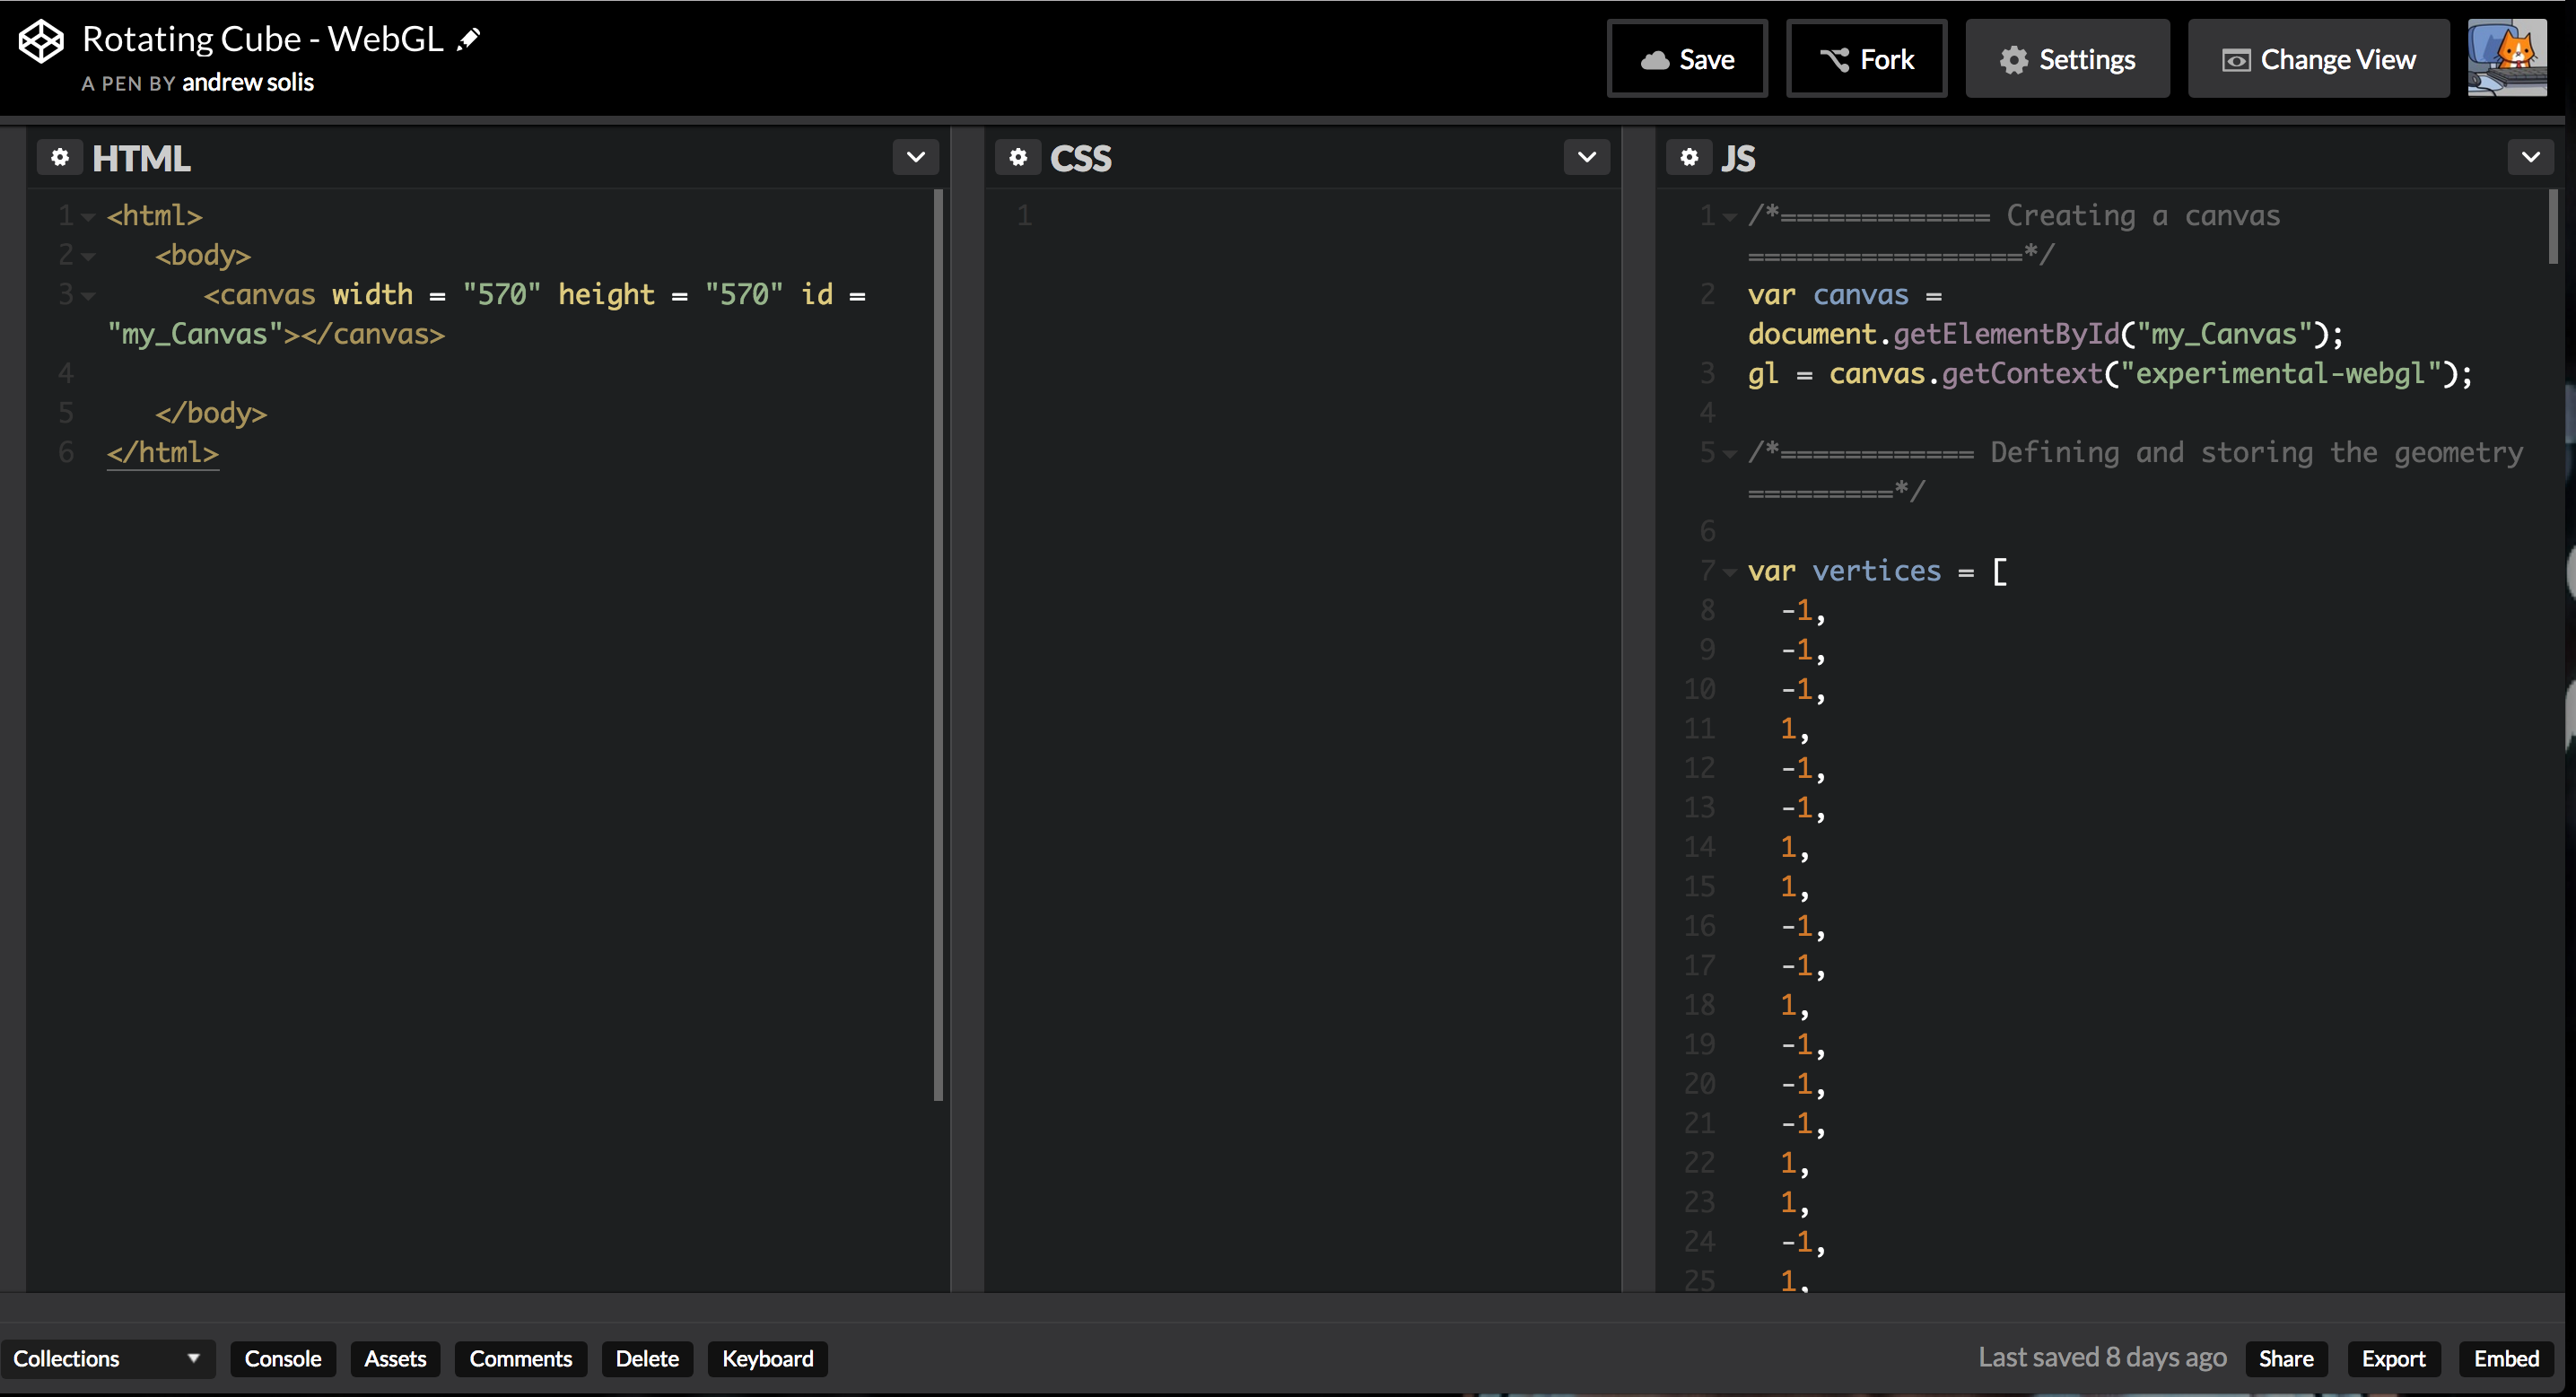 Rotating Cube - WebGL
A PEN BY andrew solis
Save
Fork
Settings
Change View
HTML
1 <html>
2 <body>
3 <canvas width = "570" height = "570" id =
"my_Canvas"></canvas>
4
5 </body>
6 </html>
CSS
1
JS
1 /*============= Creating a canvas
=================*/
2 var canvas =
document.getElementById("my_Canvas");
3 gl = canvas.getContext("experimental-webgl");
4
5 /*============ Defining and storing the geometry
=========*/
6
7 var vertices = [
8 -1,
9 -1,
10 -1,
11 1,
12 -1,
13 -1,
14 1,
15 1,
16 -1,
17 -1,
18 1,
19 -1,
20 -1,
21 -1,
22 1,
23 1,
24 -1,
25 1,
Collections
Console
Assets
Comments
Delete
Keyboard
Last saved 8 days ago
Share
Export
Embed